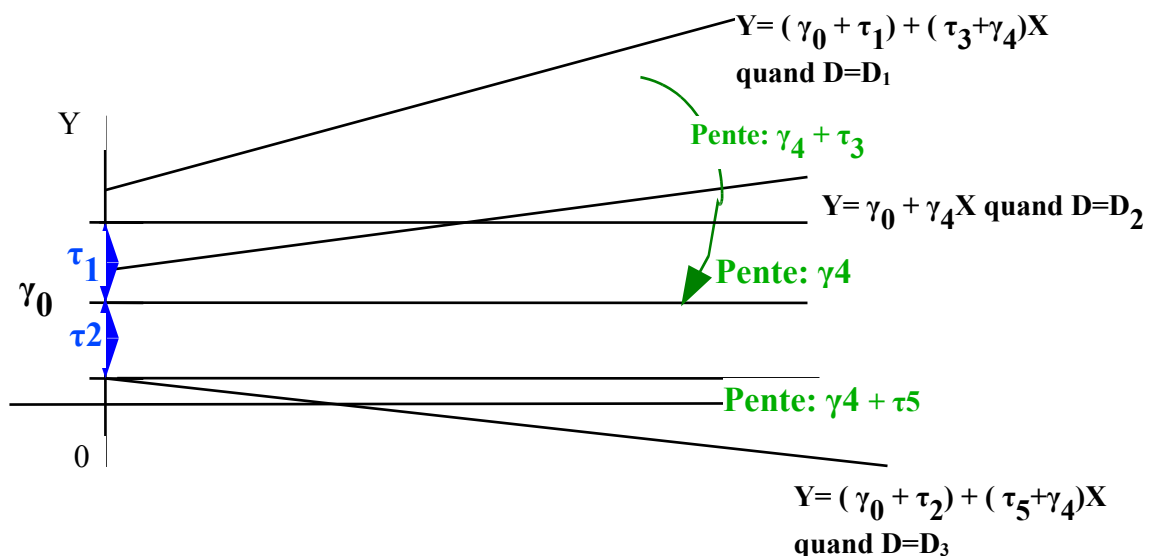 Y= ( γ₀ + τ₁) + ( τ₃+γ₄)X
quand D=D₁
Y
Pente: γ₄ + τ₃
Y= γ₀ + γ₄X quand D=D₂
τ₁
Pente: γ4
γ₀
τ2
Pente: γ4 + τ5
0
Y= ( γ₀ + τ₂) + ( τ₅+γ₄)X
quand D=D₃